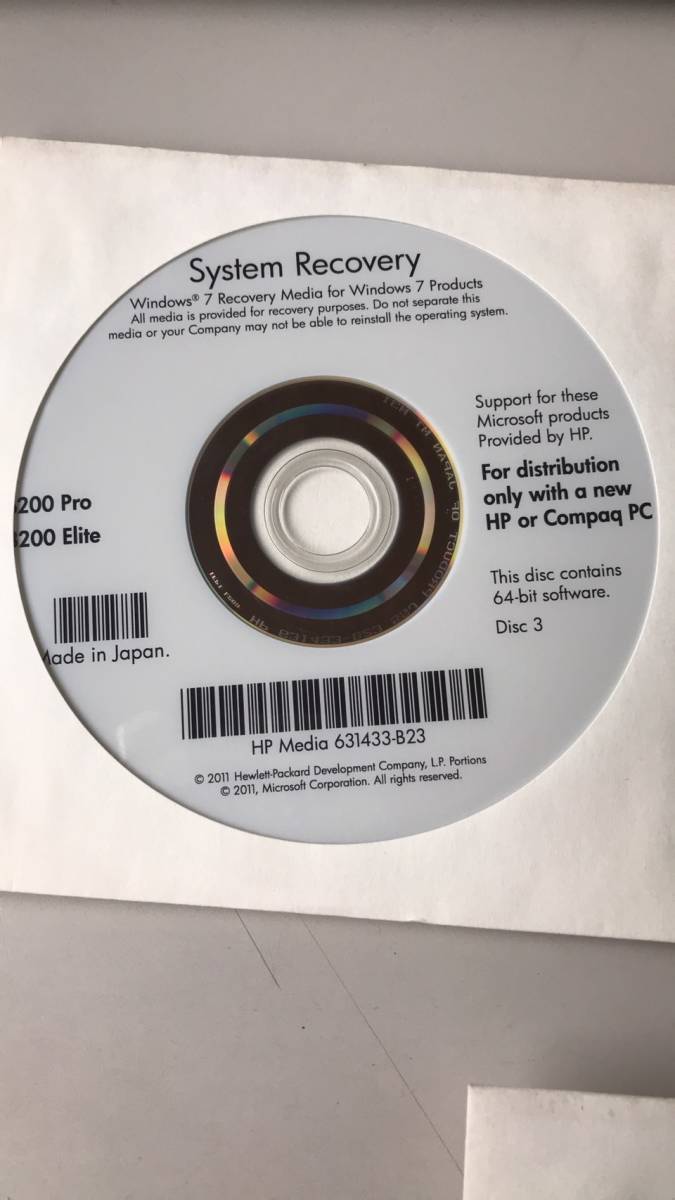 System Recovery
Windows® 7 Recovery Media for Windows 7 Products
All media is provided for recovery purposes. Do not separate this
media or your Company may not be able to reinstall the operating system.
Support for these
Microsoft products
Provided by HP.
For distribution
only with a new
HP or Compaq PC
200 Pro
200 Elite
This disc contains
64-bit software.
Disc 3
Made in Japan.
HP Media 631433-B23
© 2011 Hewlett-Packard Development Company, L.P. Portions
© 2011, Microsoft Corporation. All rights reserved.